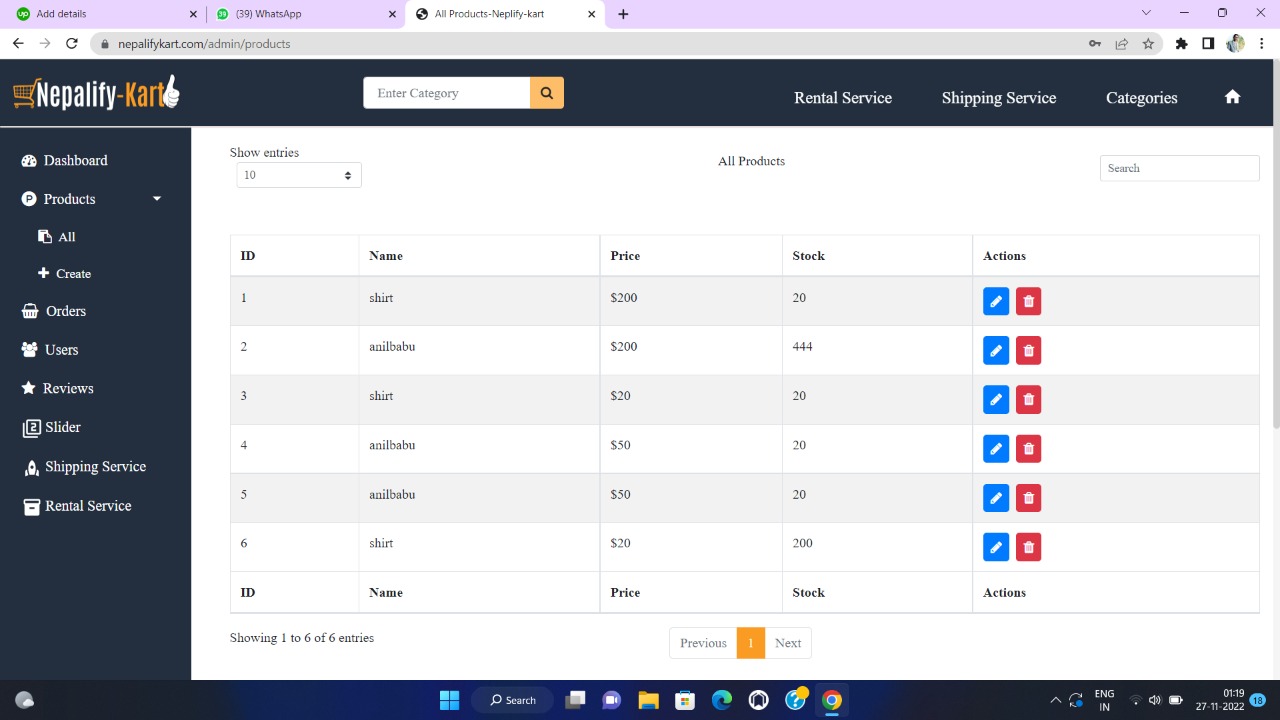 up Add details
39 (39) WhatsApp
All Products-Neplify-kart
nepalifykart.com/admin/products
Nepalify-Kart
Enter Category
Rental Service
Shipping Service
Categories
Dashboard
Products
All
Create
Orders
Users
Reviews
Slider
Shipping Service
Rental Service
Show entries
10
All Products
Search
ID Name Price Stock Actions
1 shirt $200 20
2 anilbabu $200 444
3 shirt $20 20
4 anilbabu $50 20
5 anilbabu $50 20
6 shirt $20 200
ID Name Price Stock Actions
Showing 1 to 6 of 6 entries
Previous 1 Next
Search
ENG
IN
01:19
27-11-2022
18